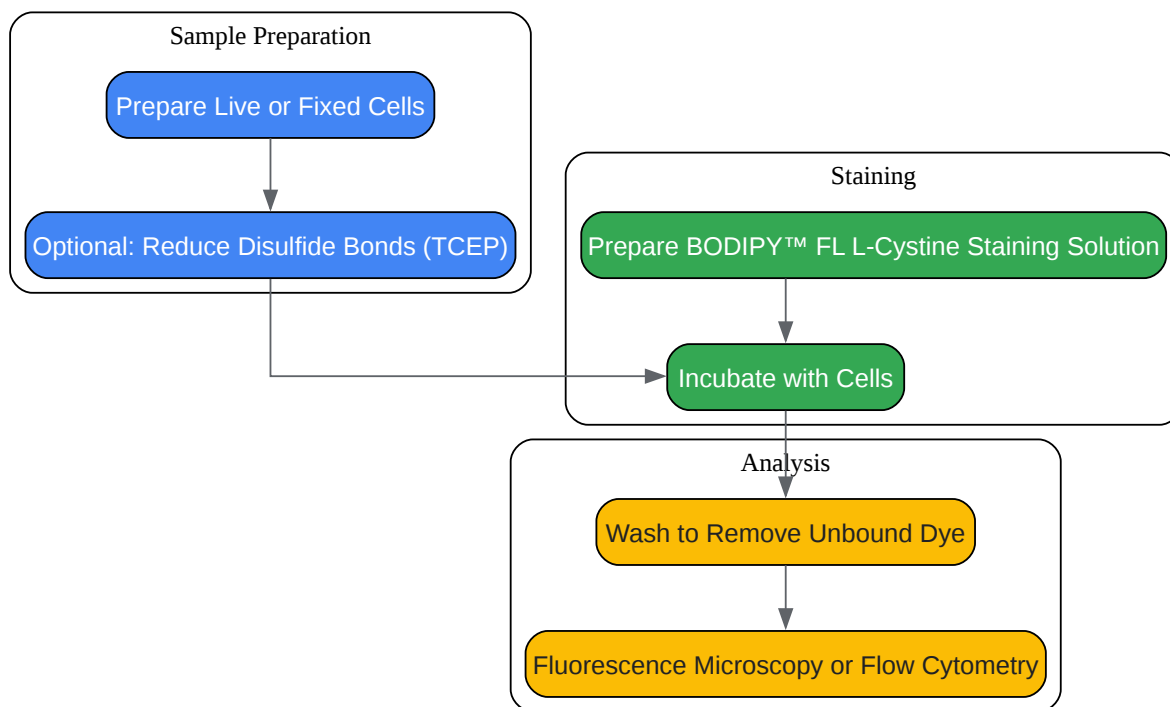 Sample Preparation
Prepare Live or Fixed Cells
Optional: Reduce Disulfide Bonds (TCEP)
Staining
Prepare BODIPY™ FL L-Cystine Staining Solution
Incubate with Cells
Analysis
Wash to Remove Unbound Dye
Fluorescence Microscopy or Flow Cytometry